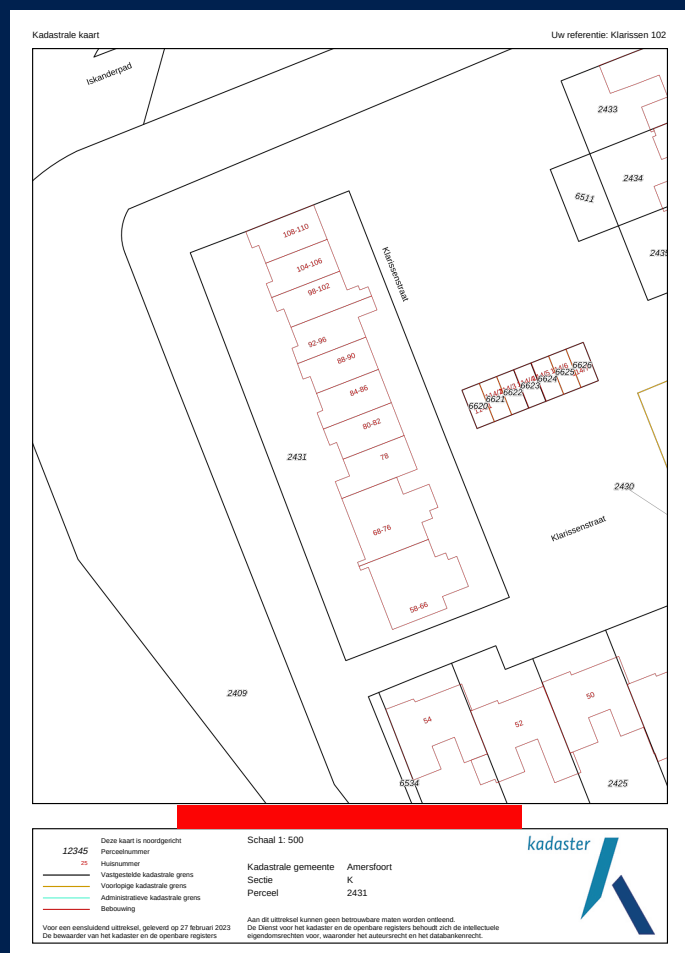 Kadastrale kaart
Uw referentie: Klarissen 102
Iskanderpad
2433
2434
6511
2435
108-110
104-106
98-102
Klarissenstraat
92-96
88-90
84-86
80-82
78
68-76
58-66
2431
6620
6621
6622
6623
6624
6625
6626
2430
Klarissenstraat
2409
54
52
50
6534
2425
12345
25
Deze kaart is noordgericht
Perceelnummer
Huisnummer
Vastgestelde kadastrale grens
Voorlopige kadastrale grens
Administratieve kadastrale grens
Bebouwing
Voor een eensluidend uittreksel, geleverd op 27 februari 2023
De bewaarder van het kadaster en de openbare registers
Schaal 1: 500
Kadastrale gemeente Amersfoort
Sectie K
Perceel 2431
Aan dit uittreksel kunnen geen betrouwbare maten worden ontleend.
De Dienst voor het kadaster en de openbare registers behoudt zich de intellectuele
eigendomsrechten voor, waaronder het auteursrecht en het databankenrecht.
kadaster